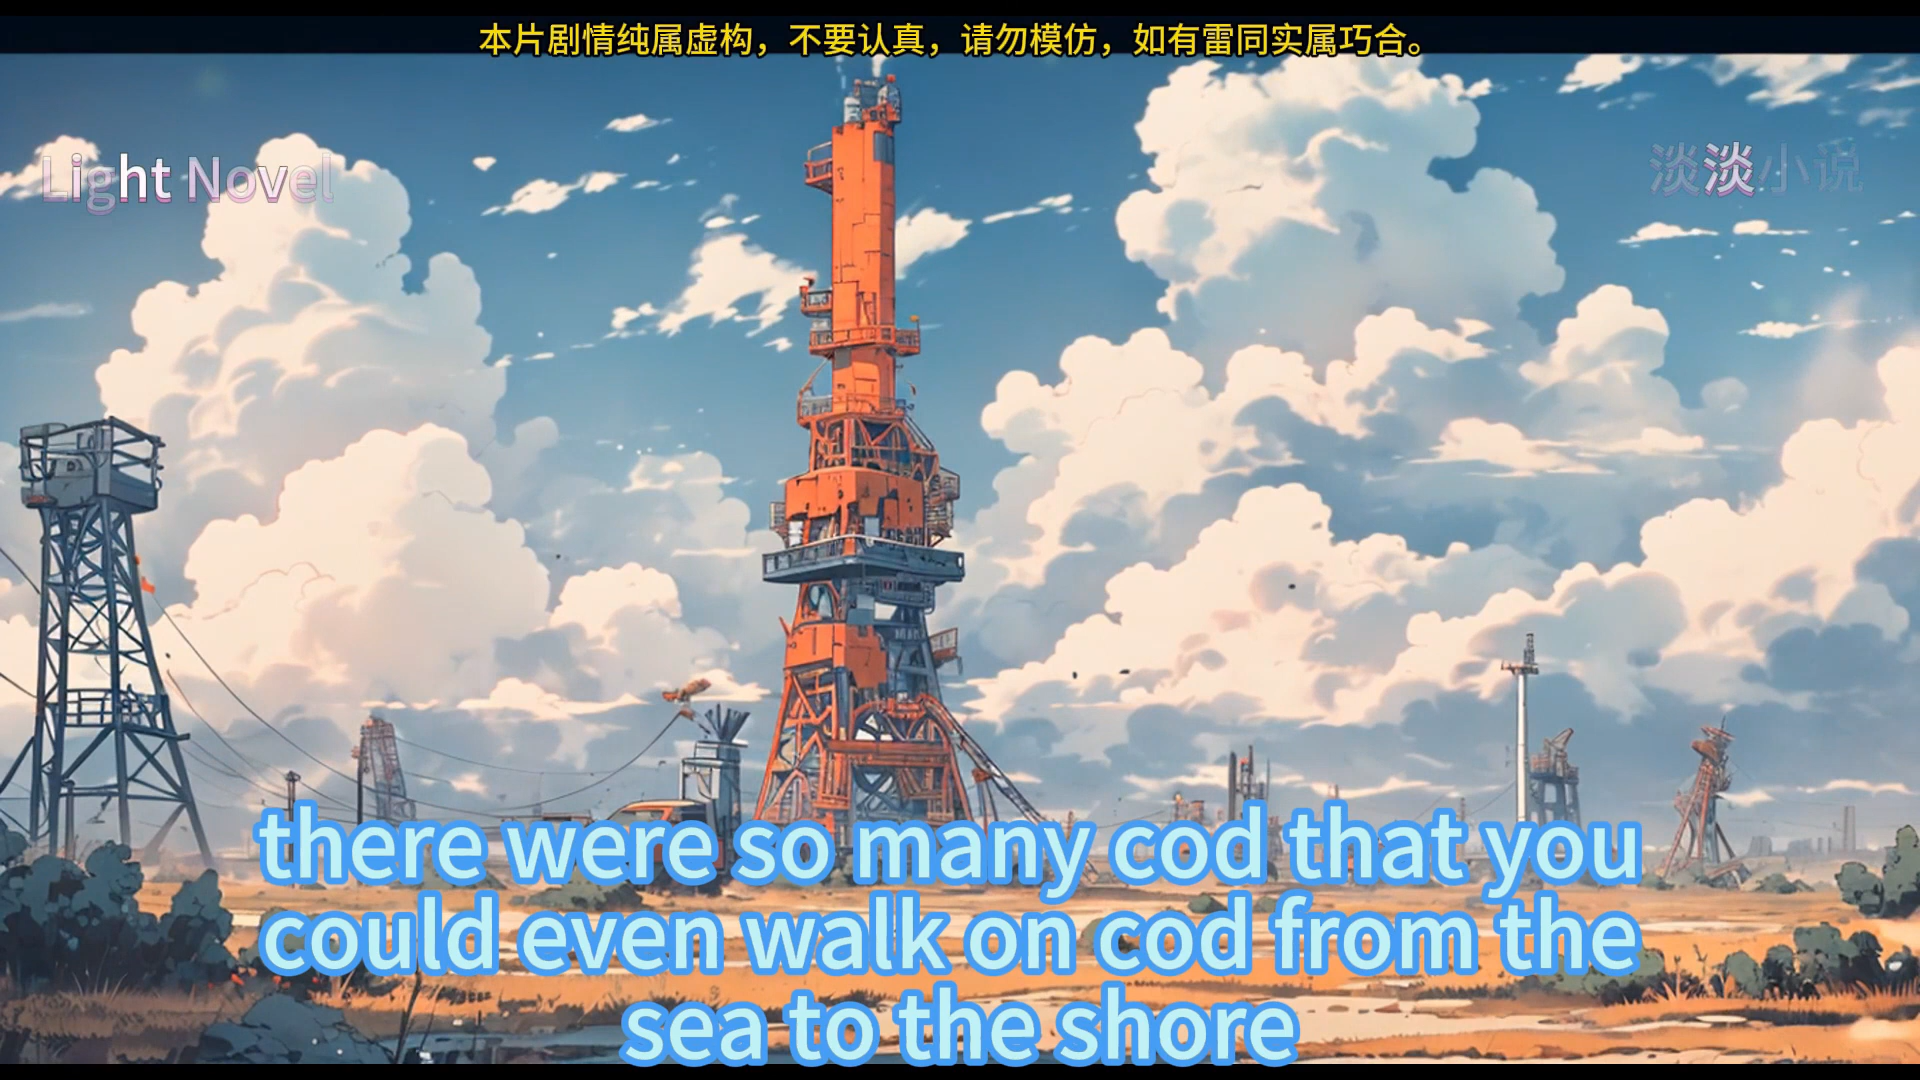 本片剧情纯属虚构，不要认真，请勿模仿，如有雷同实属巧合。
Light Novel
淡淡小说
there were so many cod that you
could even walk on cod from the
sea to the shore